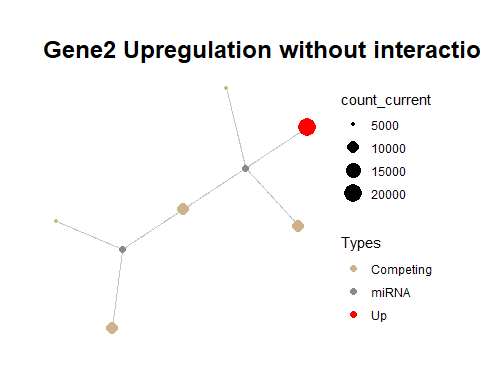 Gene2 Upregulation without interactio
count_current
5000
10000
15000
20000
Types
Competing
miRNA
Up